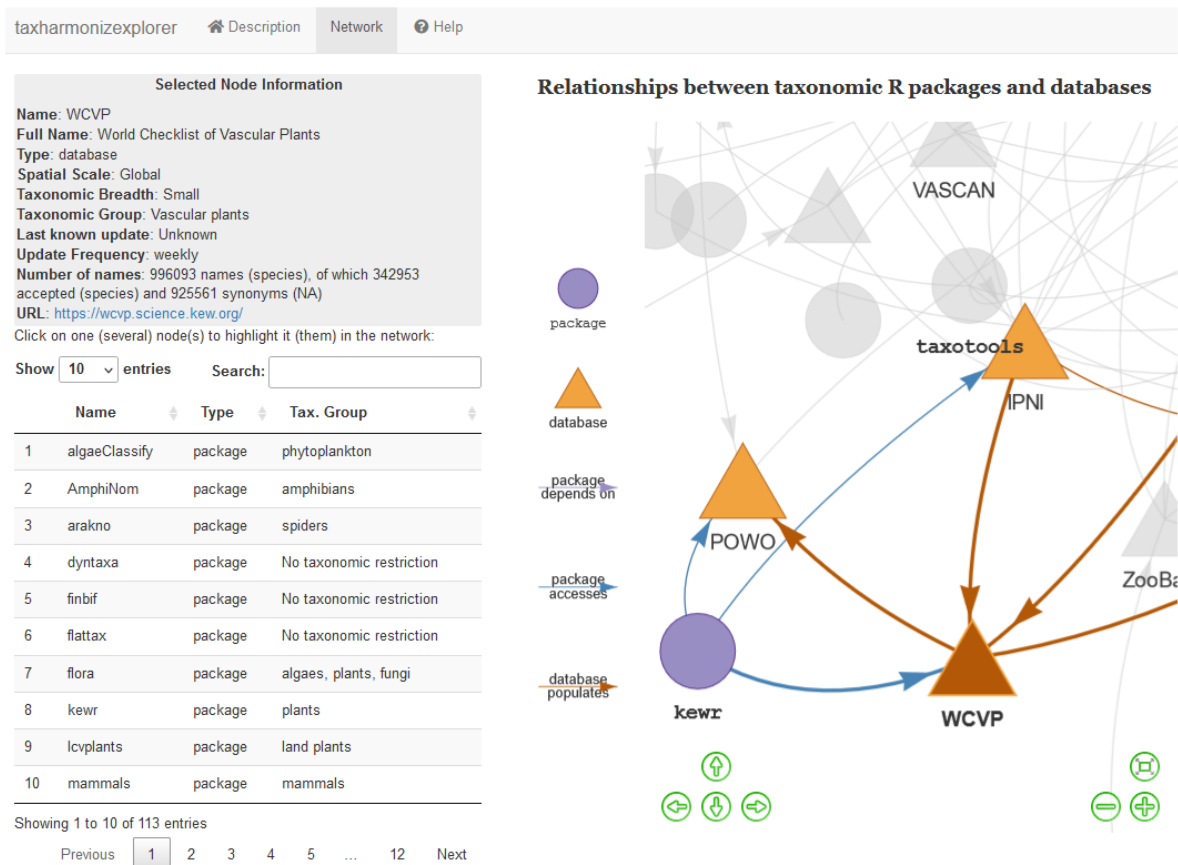 taxharmonizexplorer Description Network Help
Selected Node Information
Name: WCVP
Full Name: World Checklist of Vascular Plants
Type: database
Spatial Scale: Global
Taxonomic Breadth: Small
Taxonomic Group: Vascular plants
Last known update: Unknown
Update Frequency: weekly
Number of names: 996093 names (species), of which 342953
accepted (species) and 925561 synonyms (NA)
URL: https://wcvp.science.kew.org/
Click on one (several) node(s) to highlight it (them) in the network:
Show 10 entries Search:
Name Type Tax. Group
1 algaeClassify package phytoplankton
2 AmphiNom package amphibians
3 arakno package spiders
4 dyntaxa package No taxonomic restriction
5 finbif package No taxonomic restriction
6 flattax package No taxonomic restriction
7 flora package algaes, plants, fungi
8 kewr package plants
9 lcvplants package land plants
10 mammals package mammals
Showing 1 to 10 of 113 entries
Previous 1 2 3 4 5 ... 12 Next
Relationships between taxonomic R packages and databases
package
database
package
depends on
package
accesses
database
populates
VASCAN
taxotools
IPNI
POWO
ZooBa
kewr
WCVP